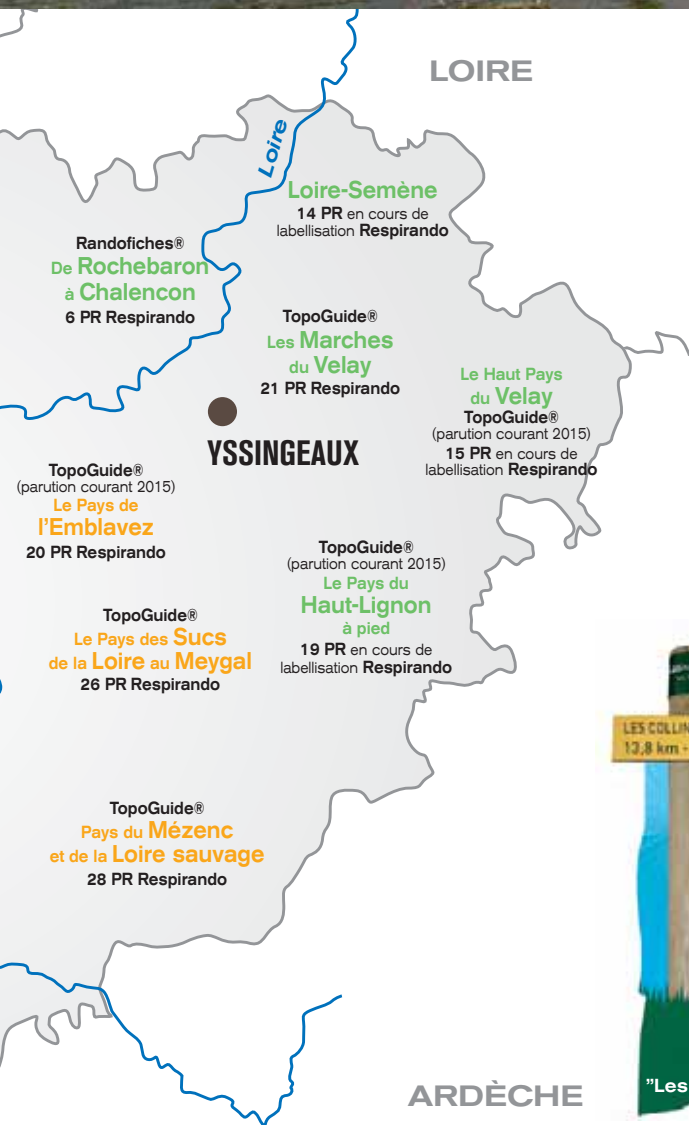 LOIRE
Loire
Loire-Semène
14 PR en cours de
labellisation Respirando
Randofiches®
De Rochebaron
à Chalencon
6 PR Respirando
TopoGuide®
Les Marches
du Velay
21 PR Respirando
Le Haut Pays
du Velay
TopoGuide®
(parution courant 2015)
15 PR en cours de
labellisation Respirando
YSSINGEAUX
TopoGuide®
(parution courant 2015)
Le Pays de
l'Emblavez
20 PR Respirando
TopoGuide®
(parution courant 2015)
Le Pays du
Haut-Lignon
à pied
19 PR en cours de
labellisation Respirando
TopoGuide®
Le Pays des Sucs
de la Loire au Meygal
26 PR Respirando
LES COLLIN
13,8 km -
TopoGuide®
Pays du Mézenc
et de la Loire sauvage
28 PR Respirando
ARDÈCHE
"Les